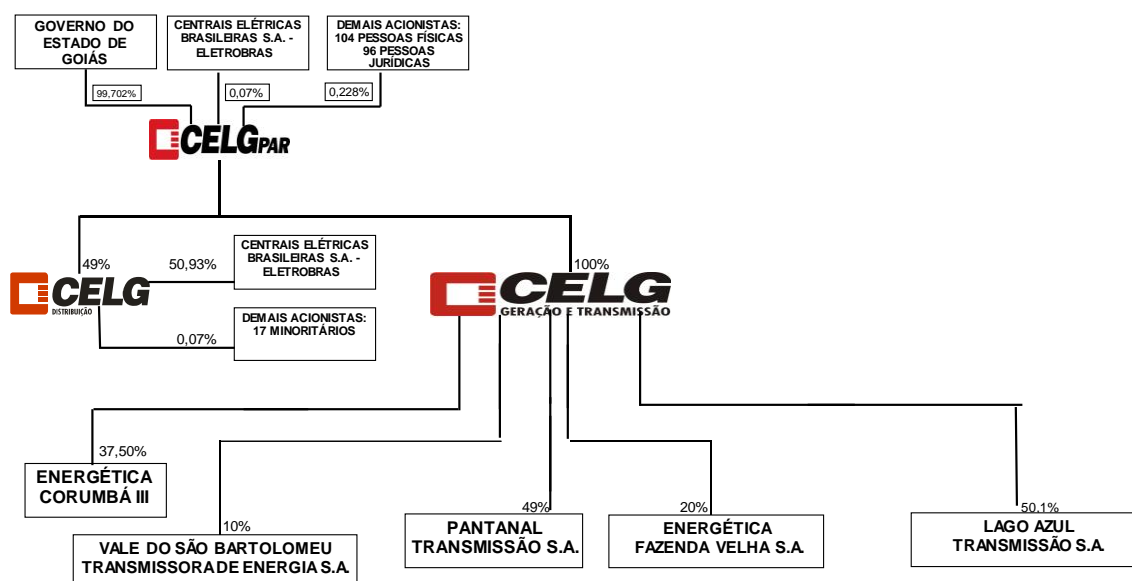 GOVERNO DO
ESTADO DE
GOIÁS
CENTRAIS ELÉTRICAS
BRASILEIRAS S.A. -
ELETROBRAS
DEMAIS ACIONISTAS:
104 PESSOAS FÍSICAS
96 PESSOAS
JURÍDICAS
99,702%
0,07%
0,228%
CELGPAR
49%
50,93%
CENTRAIS ELÉTRICAS
BRASILEIRAS S.A. -
ELETROBRAS
100%
CELG
DISTRIBUIÇÃO
CELG
GERAÇÃO E TRANSMISSÃO
DEMAIS ACIONISTAS:
17 MINORITÁRIOS
0,07%
37,50%
ENERGÉTICA
CORUMBÁ III
10%
VALE DO SÃO BARTOLOMEU
TRANSMISSORA DE ENERGIA S.A.
49%
PANTANAL
TRANSMISSÃO S.A.
20%
ENERGÉTICA
FAZENDA VELHA S.A.
50,1%
LAGO AZUL
TRANSMISSÃO S.A.